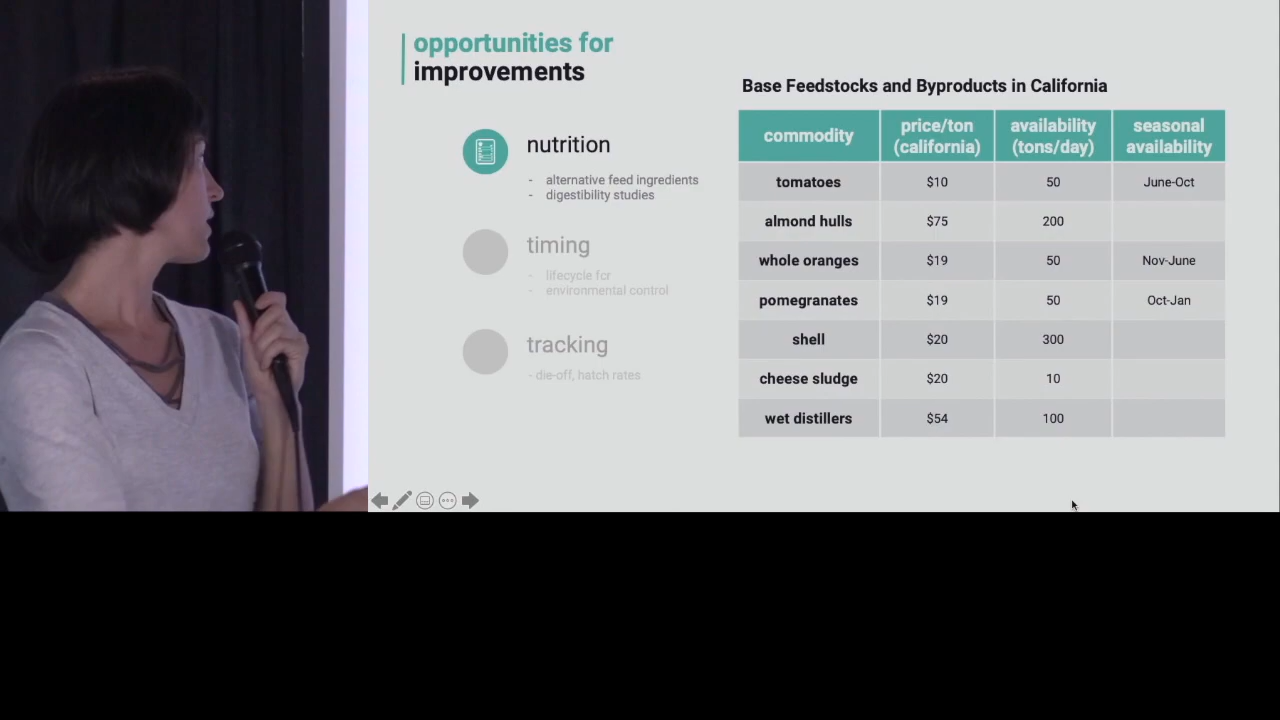 opportunities for
improvements
nutrition
- alternative feed ingredients
- digestibility studies
timing
- lifecycle fcr
- environmental control
tracking
- die-off, hatch rates
Base Feedstocks and Byproducts in California
commodity price/ton (california) availability (tons/day) seasonal availability
tomatoes $10 50 June-Oct
almond hulls $75 200
whole oranges $19 50 Nov-June
pomegranates $19 50 Oct-Jan
shell $20 300
cheese sludge $20 10
wet distillers $54 100